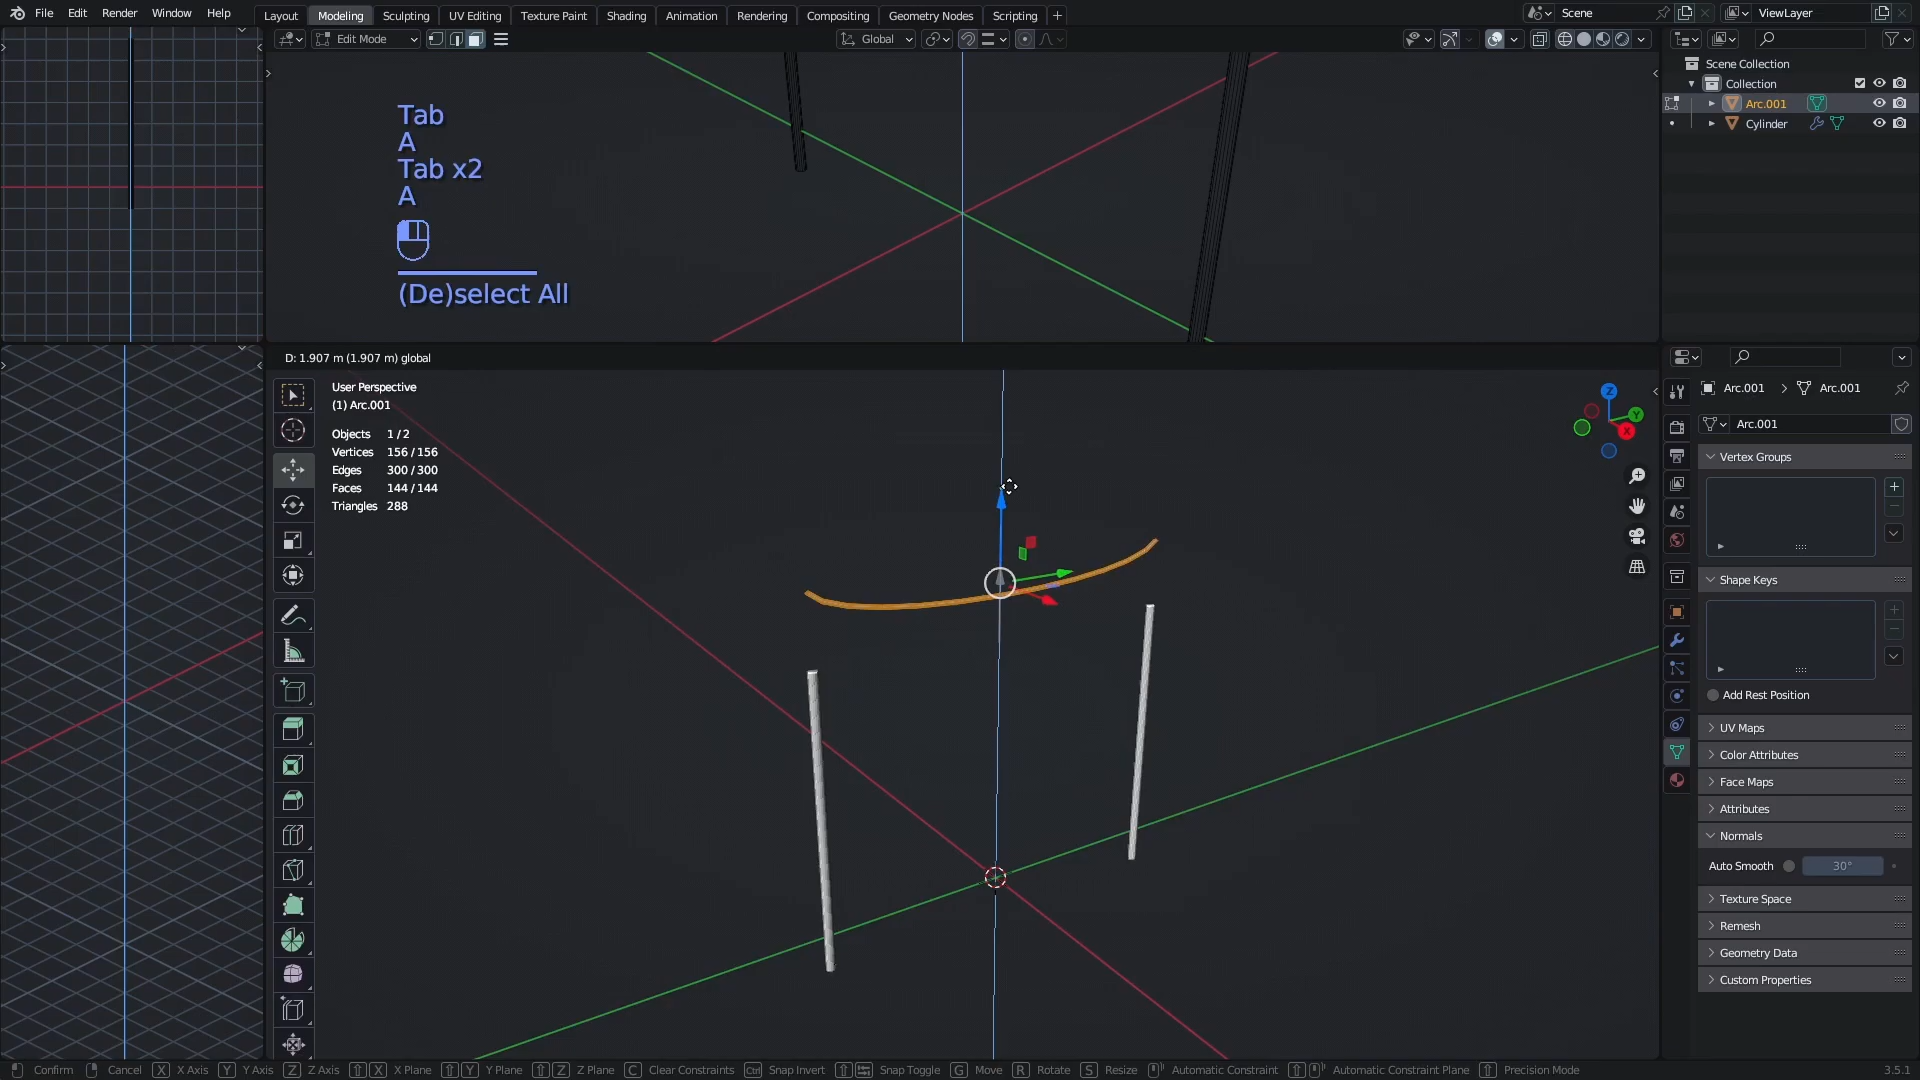 File Edit Render Window Help Layout Modeling Sculpting UV Editing Texture Paint Shading Animation Rendering Compositing Geometry Nodes Scripting + Scene ViewLayer
Edit Mode Global
Scene Collection
Collection
Arc.001
Cylinder
Tab
A
Tab x2
A
(De)select All
D: 1.907 m (1.907 m) global
User Perspective
(1) Arc.001
Objects 1/2
Vertices 156/156
Edges 300/300
Faces 144/144
Triangles 288
Z
Y
X
Arc.001 > Arc.001
Arc.001
Vertex Groups
Shape Keys
Add Rest Position
UV Maps
Color Attributes
Face Maps
Attributes
Normals
Auto Smooth 30°
Texture Space
Remesh
Geometry Data
Custom Properties
Confirm Cancel X X Axis Y Y Axis Z Z Axis X X Plane Y Y Plane Z Z Plane C Clear Constraints Ctrl Snap Invert Snap Toggle G Move R Rotate S Resize Automatic Constraint Automatic Constraint Plane Precision Mode 3.5.1